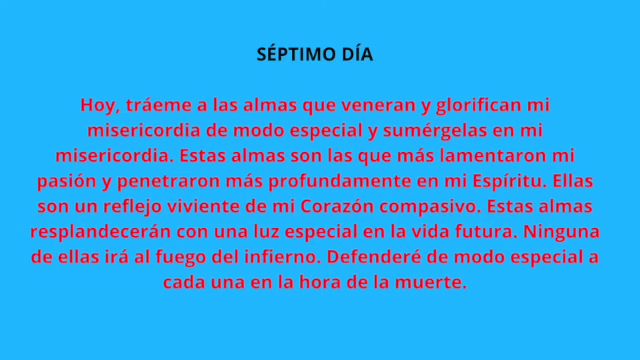 SÉPTIMO DÍA
Hoy, tráeme a las almas que veneran y glorifican mi
misericordia de modo especial y sumérgelas en mi
misericordia. Estas almas son las que más lamentaron mi
pasión y penetraron más profundamente en mi Espíritu. Ellas
son un reflejo viviente de mi Corazón compasivo. Estas almas
resplandecerán con una luz especial en la vida futura. Ninguna
de ellas irá al fuego del infierno. Defenderé de modo especial a
cada una en la hora de la muerte.